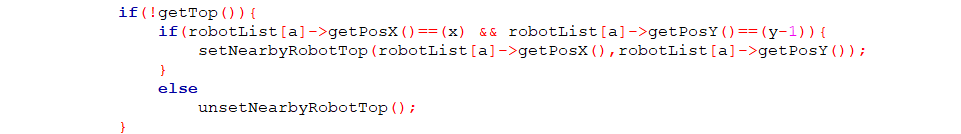 if(!getTop()){
if(robotList[a]->getPosX()==(x) && robotList[a]->getPosY()==(y-1)){
setNearbyRobotTop(robotList[a]->getPosX(),robotList[a]->getPosY());
}
else
unsetNearbyRobotTop();
}